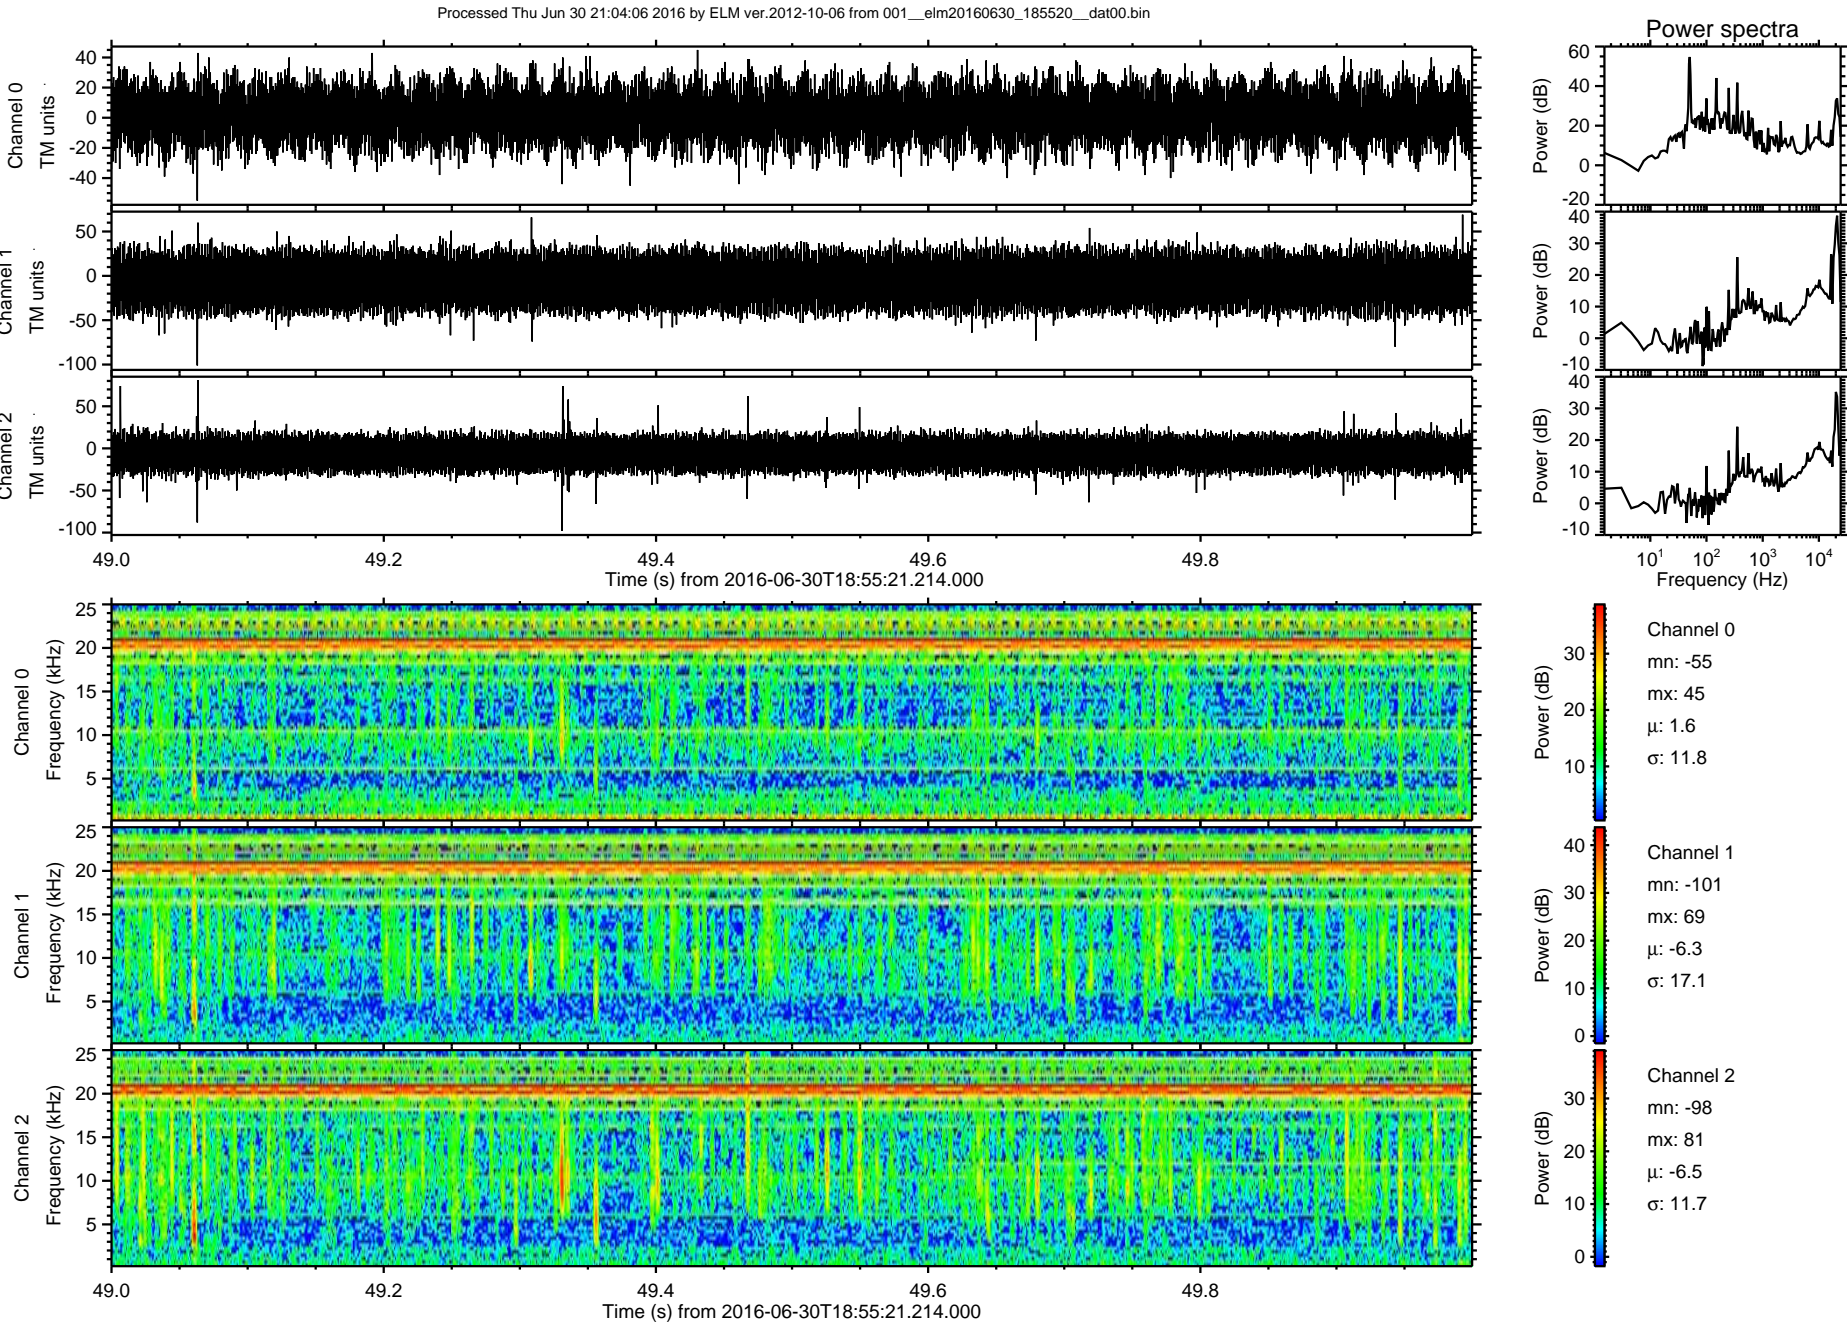 Processed Thu Jun 30 21:04:06 2016 by ELM ver.2012-10-06 from 001__elm20160630_185520__dat00.bin
Power spectra
Channel 0
TM units
40
20
0
-20
-40
Power (dB)
60
40
20
0
-20
Channel 1
TM units
50
0
-50
-100
Power (dB)
40
30
20
10
0
-10
Channel 2
TM units
50
0
-50
-100
Power (dB)
40
30
20
10
0
-10
49.0 49.2 49.4 49.6 49.8
Time (s) from 2016-06-30T18:55:21.214.000
10^1 10^2 10^3 10^4
Frequency (Hz)
Channel 0
Frequency (kHz)
25
20
15
10
5
Power (dB)
30
20
10
Channel 0
mn: -55
mx: 45
μ: 1.6
σ: 11.8
Channel 1
Frequency (kHz)
25
20
15
10
5
Power (dB)
40
30
20
10
0
Channel 1
mn: -101
mx: 69
μ: -6.3
σ: 17.1
Channel 2
Frequency (kHz)
25
20
15
10
5
Power (dB)
30
20
10
0
Channel 2
mn: -98
mx: 81
μ: -6.5
σ: 11.7
49.0 49.2 49.4 49.6 49.8
Time (s) from 2016-06-30T18:55:21.214.000